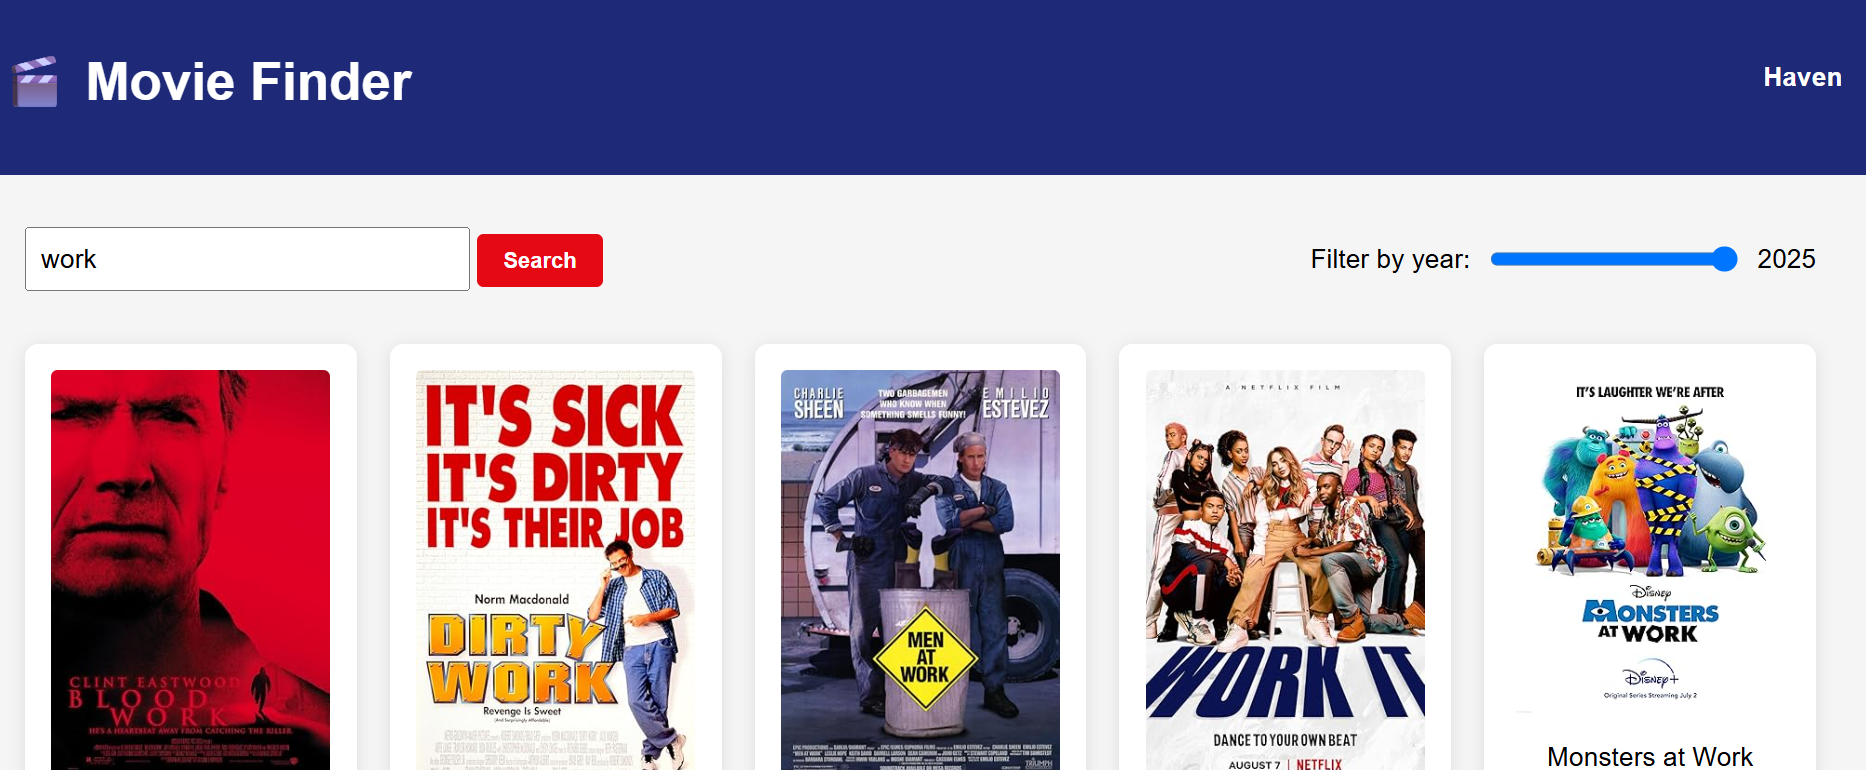 Movie Finder
Haven
work
Search
Filter by year:
2025
CLINT EASTWOOD
BLOOD
WORK
HE'S A HEARTBEAT AWAY FROM CATCHING THE KILLER.
IT'S SICK
IT'S DIRTY
IT'S THEIR JOB
Norm Macdonald
DIRTY
WORK
Revenge Is Sweet
(And Surprisingly Affordable)
CHARLIE
SHEEN
TWO GARBAGEMEN
WHO KNOW WHEN
SOMETHING SMELLS FUNNY!
EMILIO
ESTEVEZ
MEN
AT
WORK
TRIUMPH
A NETFLIX FILM
WORK IT
DANCE TO YOUR OWN BEAT
AUGUST 7 | NETFLIX
IT'S LAUGHTER WE'RE AFTER
DISNEY
MONSTERS
AT WORK
Disney+
Original Series Streaming July 2
Monsters at Work